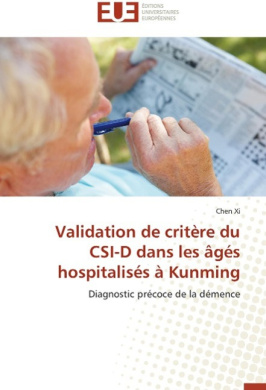 EUE
ÉDITIONS
UNIVERSITAIRES
EUROPÉENNES
Chen Xi
Validation de critère du
CSI-D dans les âgés
hospitalisés à Kunming
Diagnostic précoce de la démence